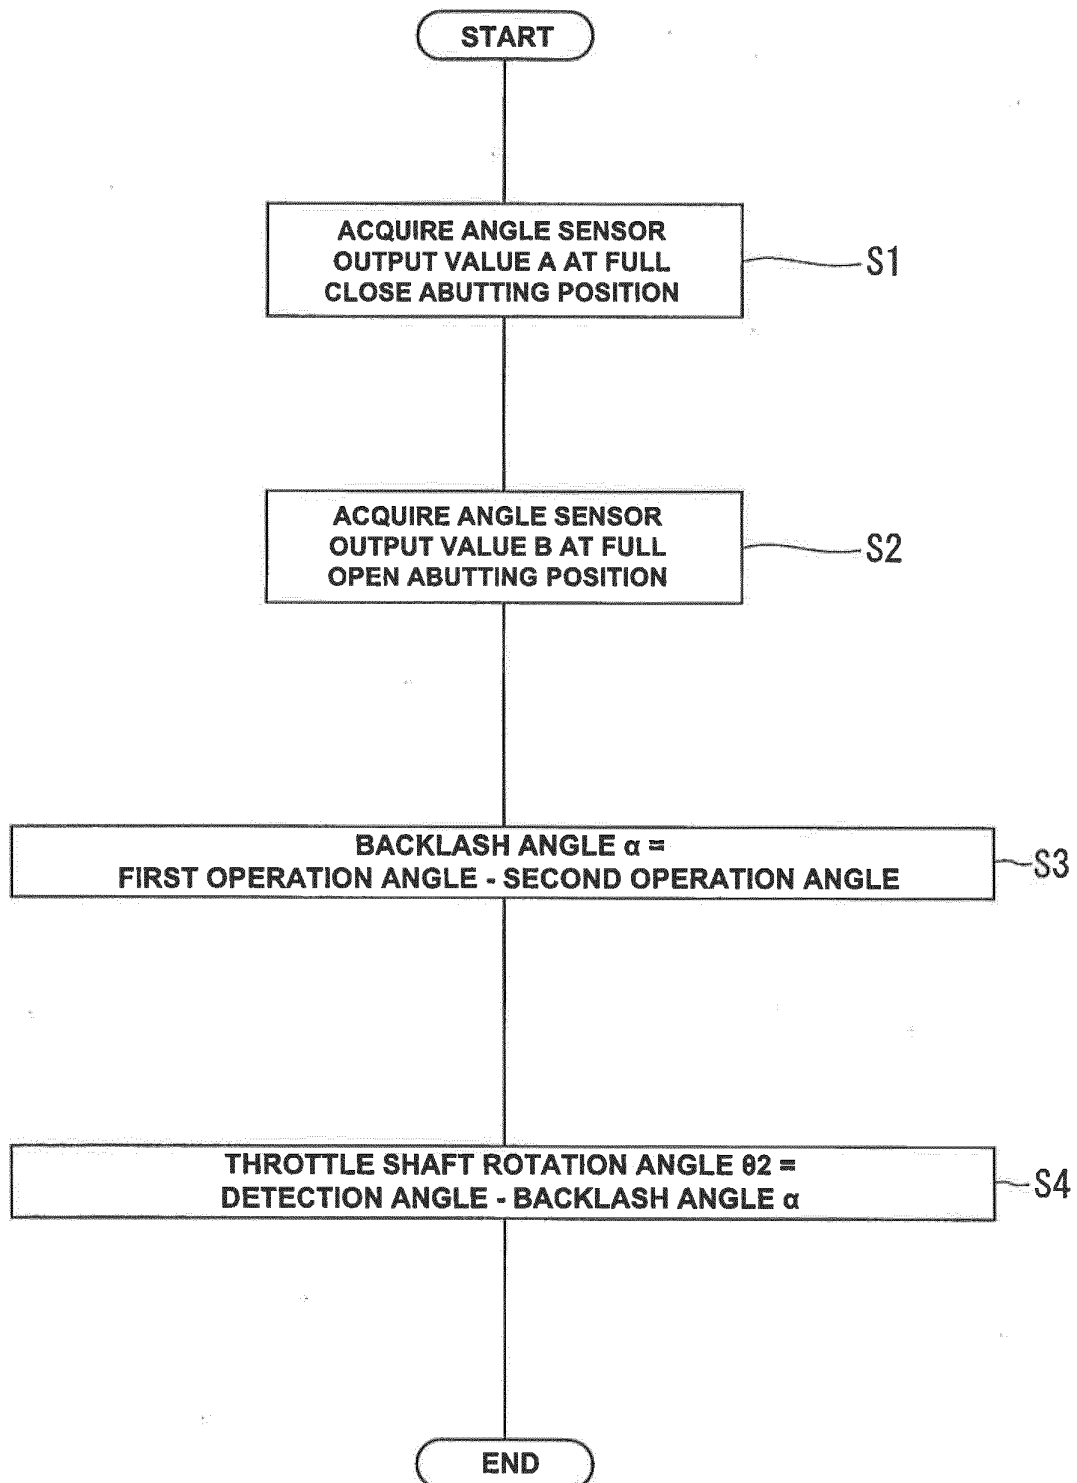 START
ACQUIRE ANGLE SENSOR
OUTPUT VALUE A AT FULL
CLOSE ABUTTING POSITION
S1
ACQUIRE ANGLE SENSOR
OUTPUT VALUE B AT FULL
OPEN ABUTTING POSITION
S2
BACKLASH ANGLE α =
FIRST OPERATION ANGLE - SECOND OPERATION ANGLE
S3
THROTTLE SHAFT ROTATION ANGLE θ2 =
DETECTION ANGLE - BACKLASH ANGLE α
S4
END